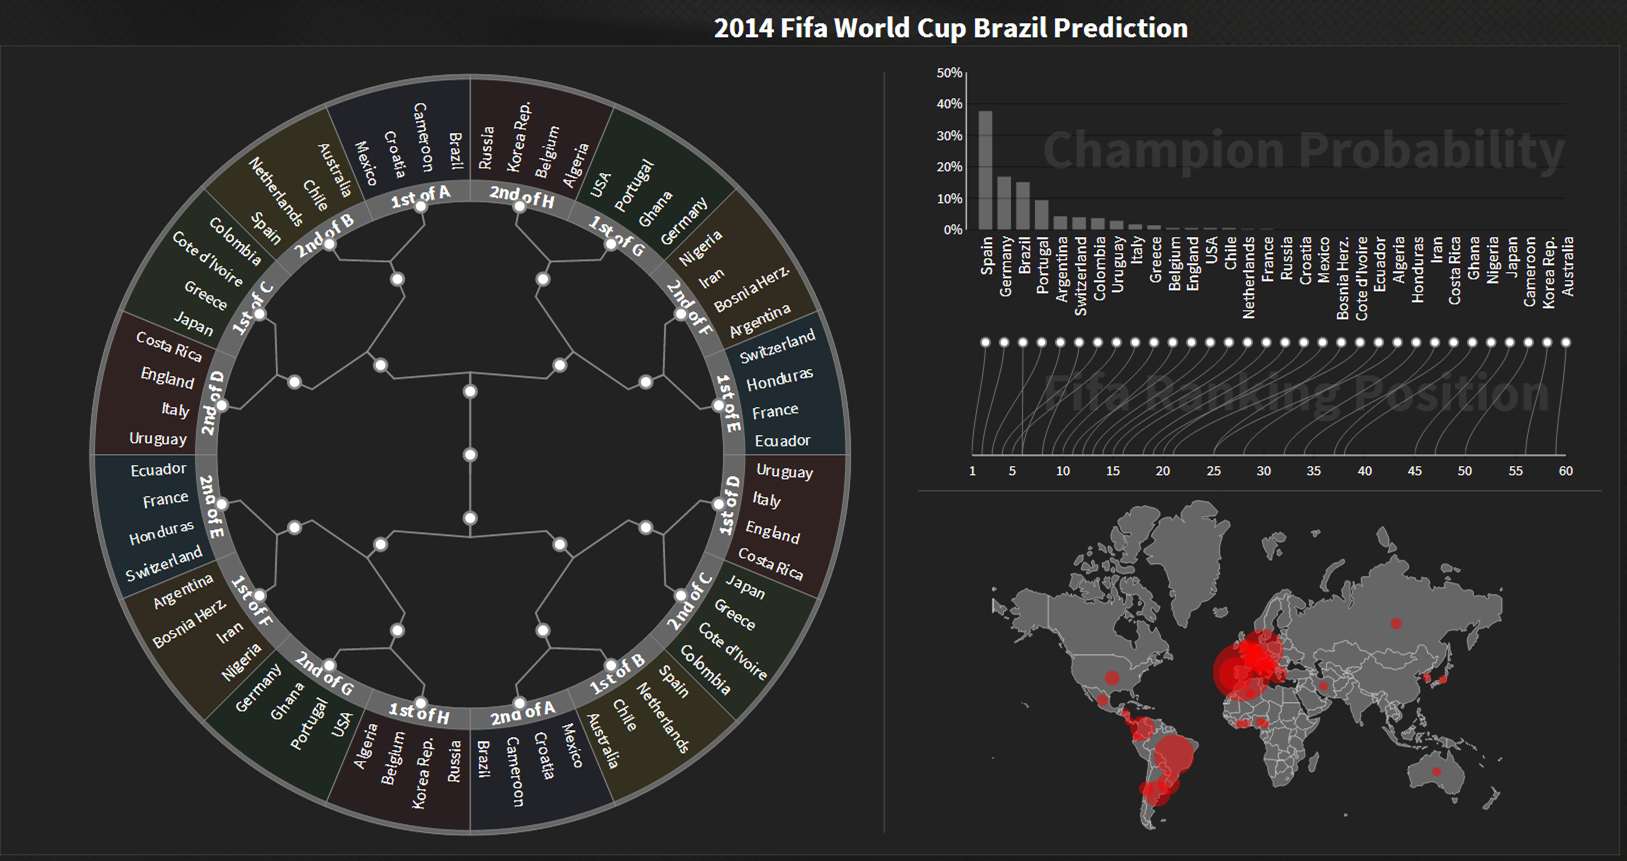 2014 Fifa World Cup Brazil Prediction
Mexico
Croatia
Cameroon
Brazil
1st of A
Russia
Korea Rep.
Belgium
Algeria
2nd of H
USA
Portugal
Ghana
Germany
1st of G
Nigeria
Iran
Bosnia Herz.
Argentina
2nd of F
Switzerland
Honduras
France
Ecuador
1st of E
Uruguay
Italy
England
Costa Rica
1st of D
Japan
Greece
Cote d'Ivoire
Colombia
2nd of C
Spain
Netherlands
Chile
Australia
1st of B
Mexico
Croatia
Cameroon
Brazil
2nd of A
Russia
Korea Rep.
Belgium
Algeria
1st of H
USA
Portugal
Ghana
Germany
2nd of G
Nigeria
Iran
Bosnia Herz.
Argentina
1st of F
Switzerland
Honduras
France
Ecuador
2nd of E
Uruguay
Italy
England
Costa Rica
2nd of D
Japan
Greece
Cote d'Ivoire
Colombia
1st of C
Spain
Netherlands
Chile
Australia
2nd of B
50%
40%
30%
20%
10%
0%
Champion Probability
Spain
Germany
Brazil
Portugal
Argentina
Switzerland
Colombia
Uruguay
Italy
Greece
Belgium
England
USA
Chile
Netherlands
France
Russia
Croatia
Mexico
Bosnia Herz.
Cote d'Ivoire
Ecuador
Algeria
Honduras
Iran
Costa Rica
Ghana
Nigeria
Japan
Cameroon
Korea Rep.
Australia
Fifa Ranking Position
1 5 10 15 20 25 30 35 40 45 50 55 60